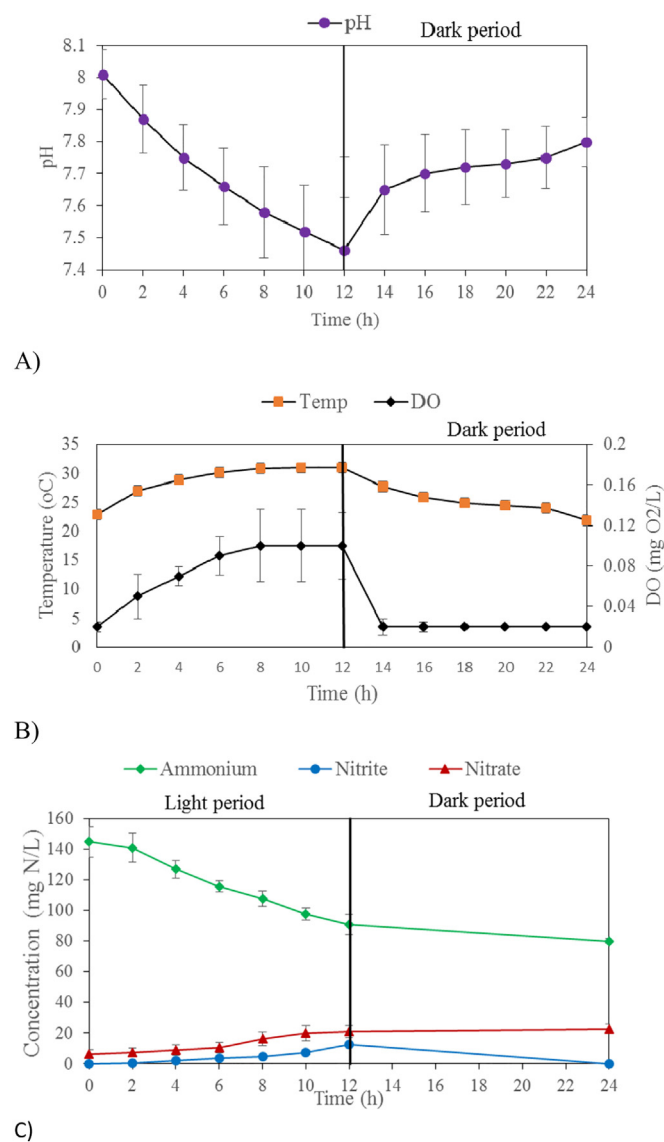 pH
Dark period
8.1
8
7.9
7.8
7.7
7.6
7.5
7.4
pH
0 2 4 6 8 10 12 14 16 18 20 22 24
Time (h)
A)
Temp DO
Dark period
35 0.2
30 0.16
25 0.12
20
15 0.08
10 0.04
5
0 0
Temperature (oC)
DO (mg O2/L)
0 2 4 6 8 10 12 14 16 18 20 22 24
Time (h)
B)
Ammonium Nitrite Nitrate
Light period Dark period
160
140
120
100
80
60
40
20
0
Concentration (mg N/L)
0 2 4 6 8 10 12 14 16 18 20 22 24
Time (h)
C)